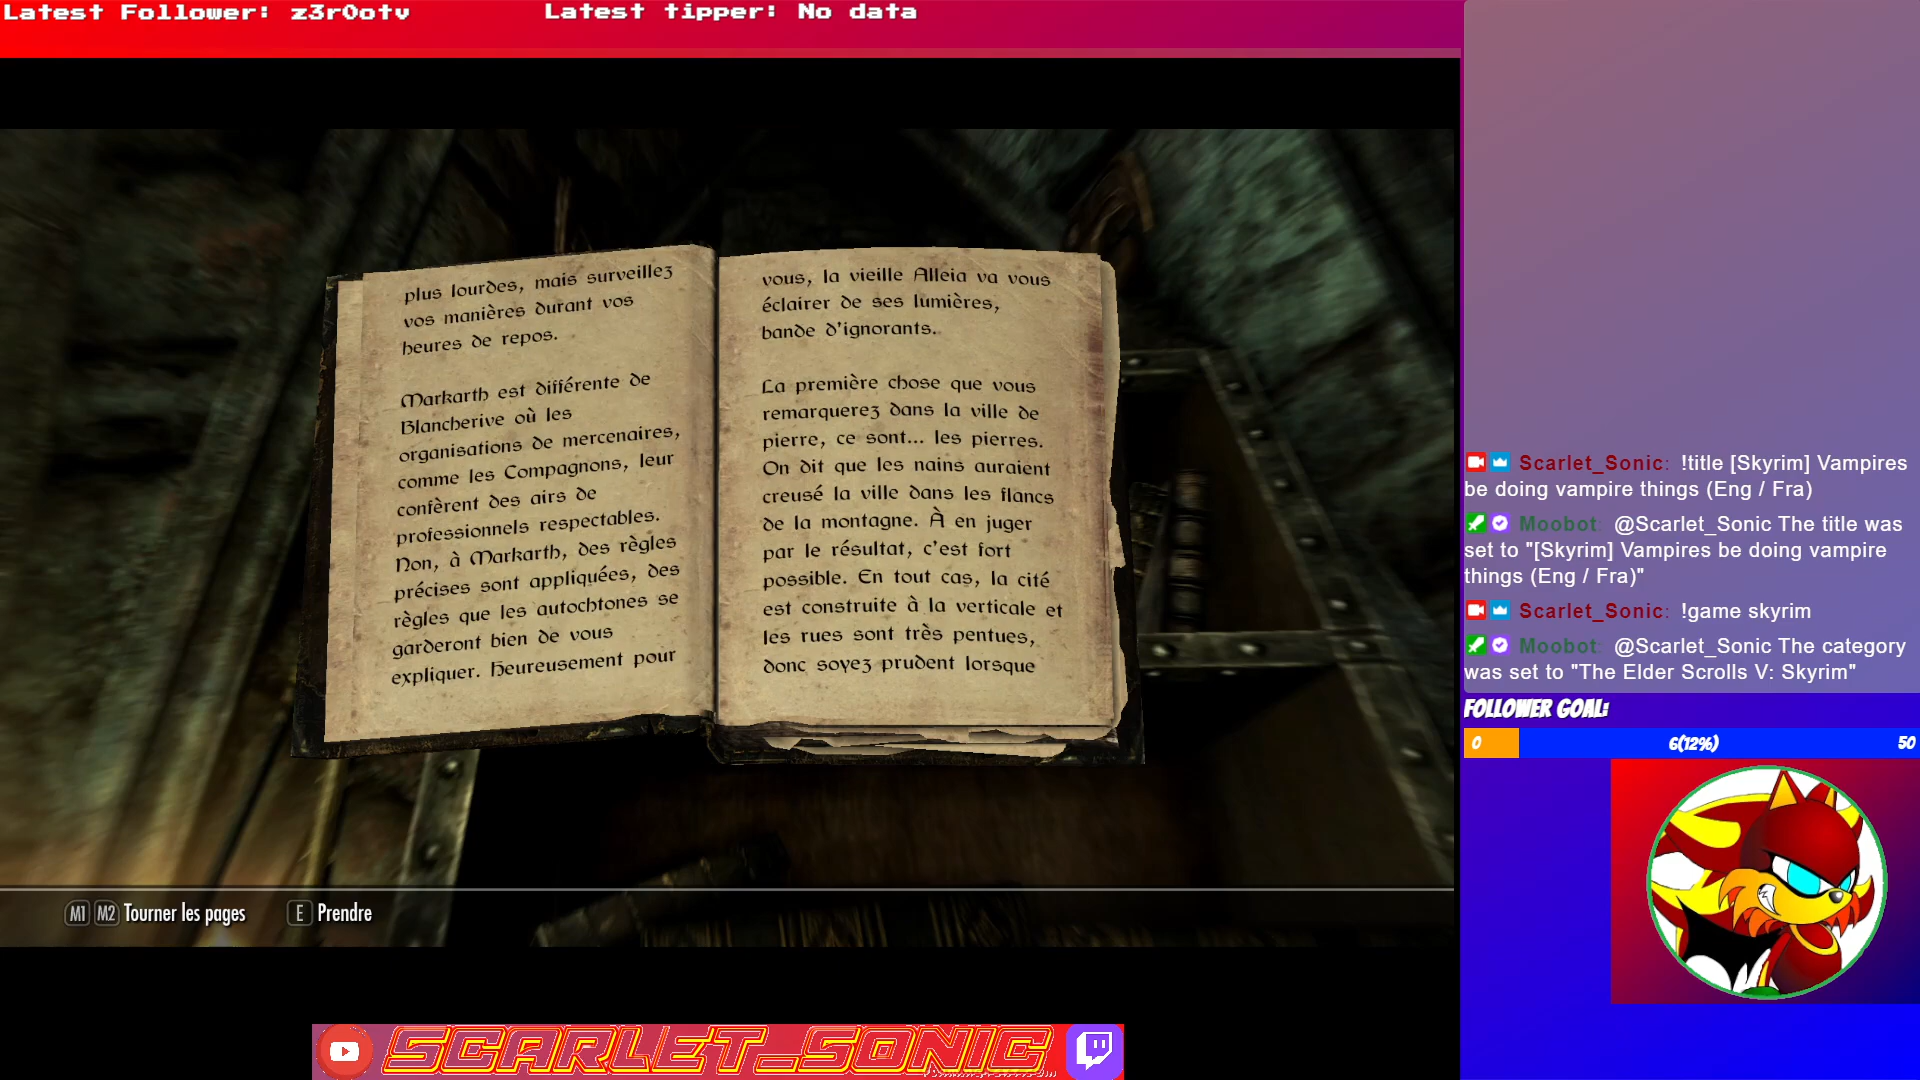 Latest Follower: z3r0otv
Latest tipper: No data
plus lourdes, mais surveillez
vos manières durant vos
heures de repos.
Markarth est différente de
Blancherive où les
organisations de mercenaires,
comme les Compagnons, leur
confèrent des airs de
professionnels respectables.
Non, à Markarth, des règles
précises sont appliquées, des
règles que les autochtones se
garderont bien de vous
expliquer. Heureusement pour
vous, la vieille Alleia va vous
éclairer de ses lumières,
bande d'ignorants.
La première chose que vous
remarquerez dans la ville de
pierre, ce sont... les pierres.
On dit que les nains auraient
creusé la ville dans les flancs
de la montagne. À en juger
par le résultat, c'est fort
possible. En tout cas, la cité
est construite à la verticale et
les rues sont très pentues,
donc soyez prudent lorsque
M1 M2 Tourner les pages
E Prendre
Scarlet_Sonic: !title [Skyrim] Vampires
be doing vampire things (Eng / Fra)
Moobot: @Scarlet_Sonic The title was
set to "[Skyrim] Vampires be doing vampire
things (Eng / Fra)"
Scarlet_Sonic: !game skyrim
Moobot: @Scarlet_Sonic The category
was set to "The Elder Scrolls V: Skyrim"
FOLLOWER GOAL:
0 6(12%) 50
SCARLET_SONIC